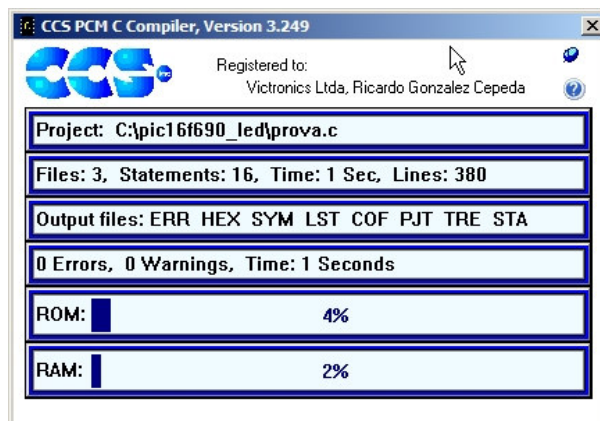 CCS PCM C Compiler, Version 3.249
CCS inc
Registered to:
Victronics Ltda, Ricardo Gonzalez Cepeda
Project: C:\pic16f690_led\prova.c
Files: 3, Statements: 16, Time: 1 Sec, Lines: 380
Output files: ERR HEX SYM LST COF PJT TRE STA
0 Errors, 0 Warnings, Time: 1 Seconds
ROM: 4%
RAM: 2%